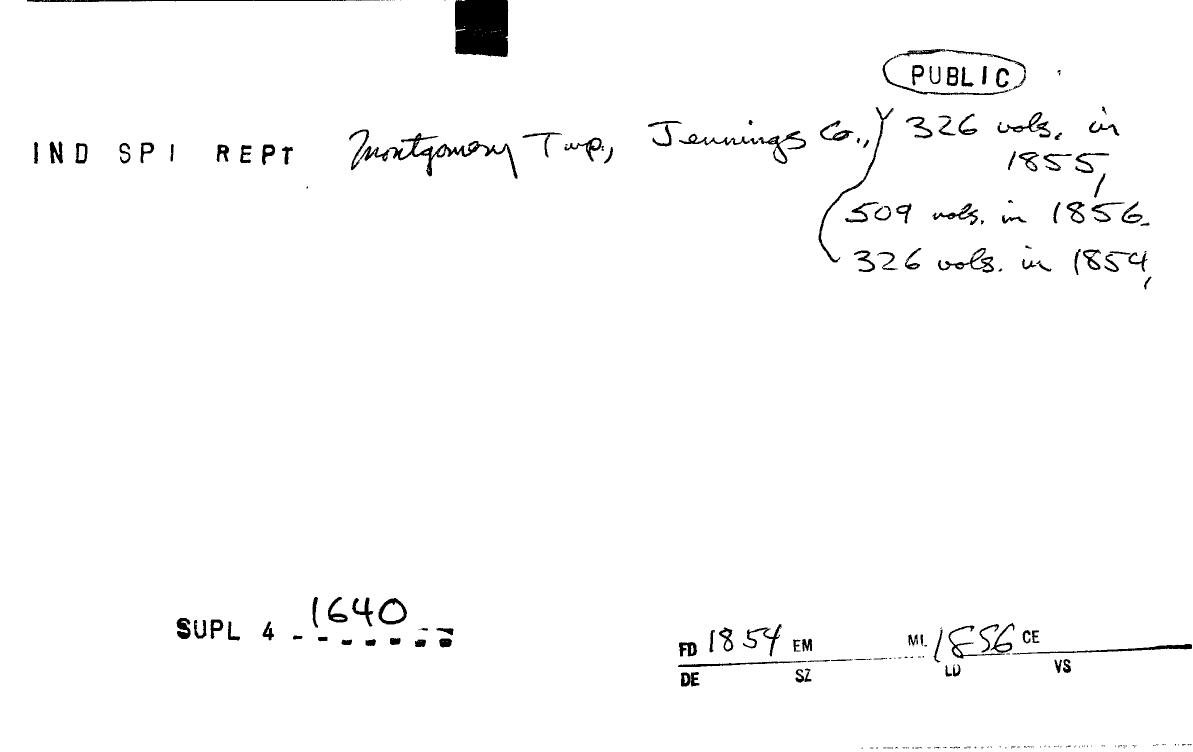 PUBLIC
IND SPI REPT Montgomery Twp., Jennings Co., 326 vols. in
1855,
509 vols. in 1856.
326 vols. in 1854,
SUPL 4 1640
FD 1854 EM MI 1856 CE
DE SZ LD VS